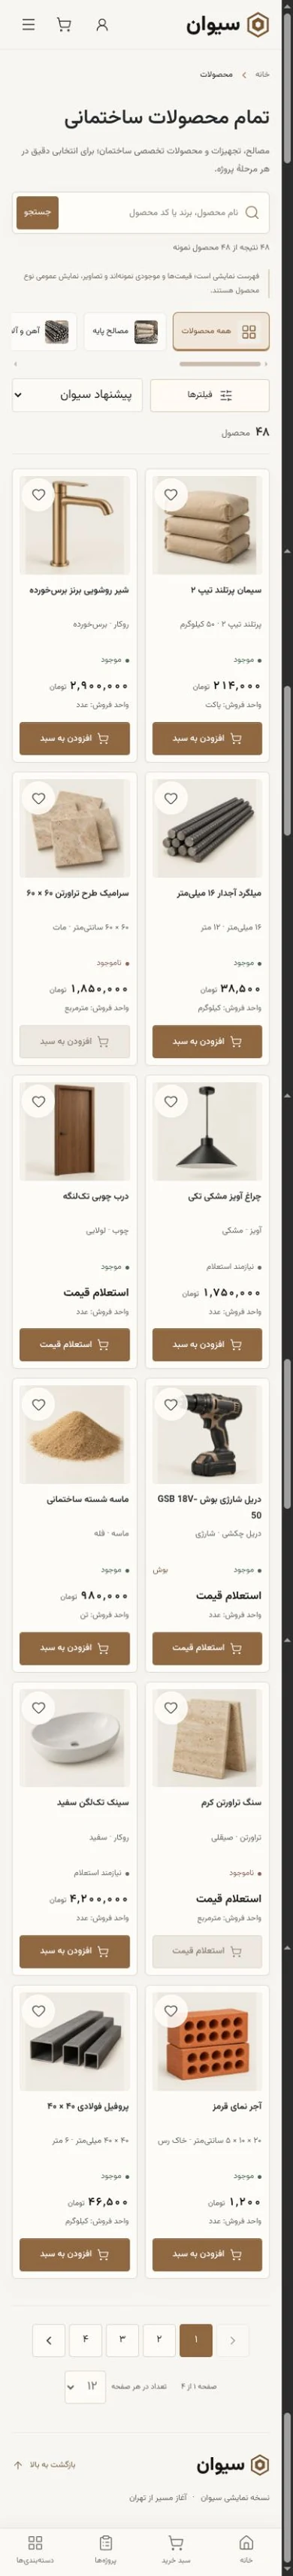 سیوان
خانه
محصولات
تمام محصولات ساختمانی
مصالح، تجهیزات و محصولات تخصصی ساختمان؛ برای انتخابی دقیق در
هر مرحلهٔ پروژه.
نام محصول، برند یا کد محصول
جستجو
۴۸ نتیجه از ۴۸ محصول نمونه
فهرست نمایشی است؛ قیمت‌ها و موجودی نمونه‌اند و تصاویر، نمایش عمومی نوع
محصول هستند.
همه محصولات
مصالح پایه
فیلترها
پیشنهاد سیوان
۴۸ محصول
سیمان پرتلند تیپ ۲
پرتلند تیپ ۲ · ۵۰ کیلوگرم
موجود
۲۱۴,۰۰۰ تومان
واحد فروش: پاکت
افزودن به سبد
شیر روشویی برنز برس‌خورده
روکار · برس‌خورده
موجود
۲,۹۰۰,۰۰۰ تومان
واحد فروش: عدد
افزودن به سبد
میلگرد آجدار ۱۶ میلی‌متر
۱۶ میلی‌متر · ۱۲ متر
موجود
۳۸,۵۰۰ تومان
واحد فروش: کیلوگرم
افزودن به سبد
سرامیک طرح تراورتن ۶۰ × ۶۰
۶۰ × ۶۰ سانتی‌متر · مات
ناموجود
۱,۸۵۰,۰۰۰ تومان
واحد فروش: مترمربع
افزودن به سبد
چراغ آویز مشکی تکی
آویز · مشکی
نیازمند استعلام
۱,۷۵۰,۰۰۰ تومان
واحد فروش: عدد
افزودن به سبد
درب چوبی تک‌لنگه
چوب · لولایی
موجود
استعلام قیمت
واحد فروش: عدد
استعلام قیمت
دریل شارژی بوش GSB 18V-
50
دریل چکشی · شارژی
موجود
بوش
استعلام قیمت
واحد فروش: عدد
استعلام قیمت
ماسه شسته ساختمانی
ماسه · فله
موجود
۹۸۰,۰۰۰ تومان
واحد فروش: تن
افزودن به سبد
سنگ تراورتن کرم
تراورتن · صیقلی
ناموجود
استعلام قیمت
واحد فروش: مترمربع
استعلام قیمت
سینک تک‌لگن سفید
روکار · سفید
نیازمند استعلام
۴,۲۰۰,۰۰۰ تومان
واحد فروش: عدد
افزودن به سبد
آجر نمای قرمز
۲۰ × ۱۰ × ۵ سانتی‌متر · خاک رس
موجود
۱,۲۰۰ تومان
واحد فروش: عدد
افزودن به سبد
پروفیل فولادی ۴۰ × ۴۰
۴۰ × ۴۰ میلی‌متر · ۶ متر
موجود
۴۶,۵۰۰ تومان
واحد فروش: کیلوگرم
افزودن به سبد
۱ ۲ ۳ ۴
صفحه ۱ از ۴
تعداد در هر صفحه
۱۲
سیوان
بازگشت به بالا
نسخه نمایشی سیوان · آغاز مسیر از تهران
خانه
سبد خرید
پروژه‌ها
دسته‌بندی‌ها